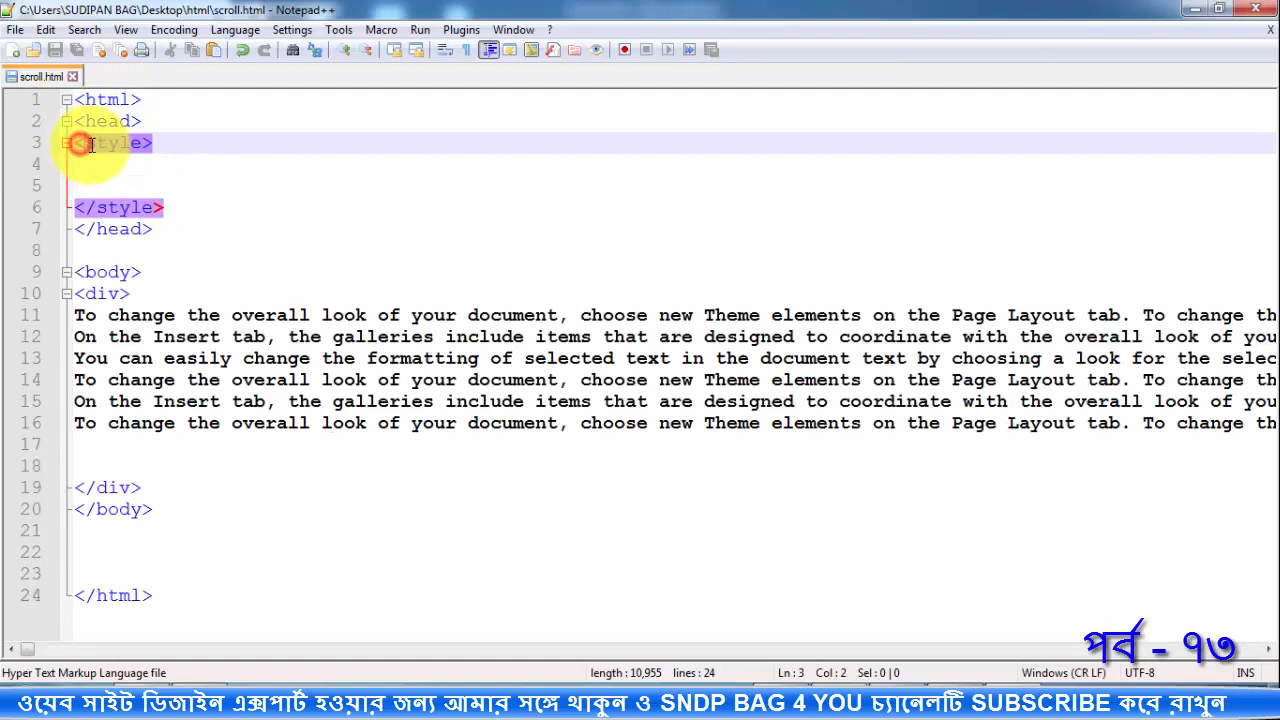 C:\Users\SUDIPAN BAG\Desktop\html\scroll.html - Notepad++
File Edit Search View Encoding Language Settings Tools Macro Run Plugins Window ? X
scroll.html
1 <html>
2 <head>
3 <style>
4
5
6 </style>
7 </head>
8
9 <body>
10 <div>
11 To change the overall look of your document, choose new Theme elements on the Page Layout tab. To change th
12 On the Insert tab, the galleries include items that are designed to coordinate with the overall look of you
13 You can easily change the formatting of selected text in the document text by choosing a look for the selec
14 To change the overall look of your document, choose new Theme elements on the Page Layout tab. To change th
15 On the Insert tab, the galleries include items that are designed to coordinate with the overall look of you
16 To change the overall look of your document, choose new Theme elements on the Page Layout tab. To change th
17
18
19 </div>
20 </body>
21
22
23
24 </html>
পর্ব - ৭৩
Hyper Text Markup Language file length : 10,955 lines : 24 Ln : 3 Col : 2 Sel : 0 | 0 Windows (CR LF) UTF-8 INS
ওয়েব সাইট ডিজাইন এক্সপার্ট হওয়ার জন্য আমার সঙ্গে থাকুন ও SNDP BAG 4 YOU চ্যানেলটি SUBSCRIBE করে রাখুন